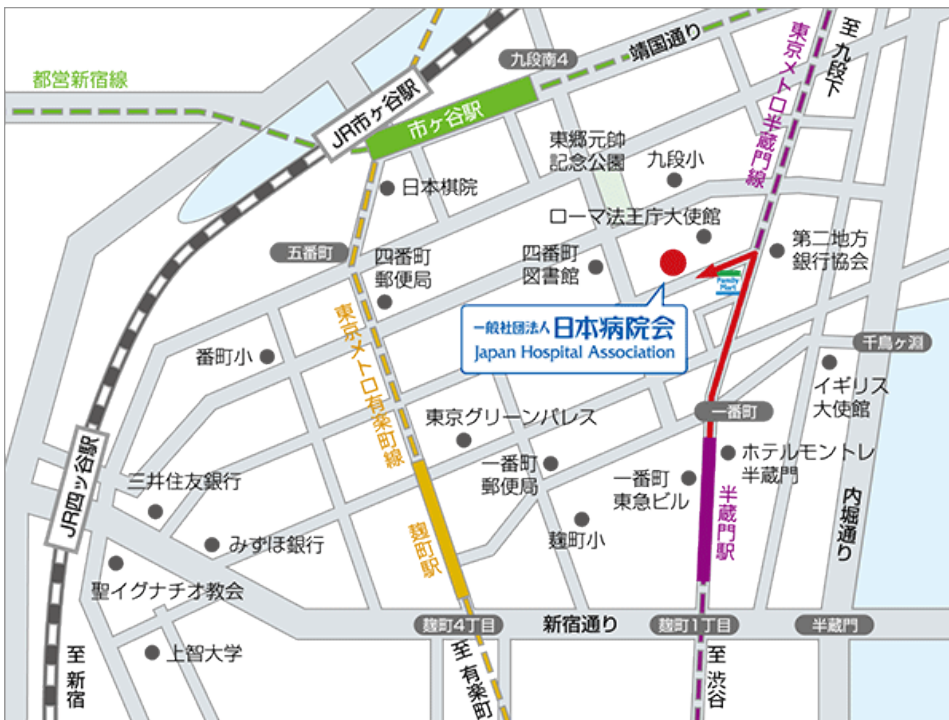 都営新宿線
JR市ヶ谷駅
市ヶ谷駅
九段南4
靖国通り
東京メトロ半蔵門線
至 九段下
日本棋院
東郷元帥
記念公園
九段小
ローマ法王庁大使館
五番町
四番町
郵便局
四番町
図書館
第二地方
銀行協会
Family
Mart
一般社団法人 日本病院会
Japan Hospital Association
東京メトロ有楽町線
番町小
千鳥ヶ淵
イギリス
大使館
一番町
東京グリーンパレス
一番町
郵便局
一番町
東急ビル
ホテルモントレ
半蔵門
JR四ッ谷駅
三井住友銀行
みずほ銀行
麹町駅
麹町小
半蔵門駅
内堀通り
聖イグナチオ教会
麹町4丁目
新宿通り
麹町1丁目
半蔵門
上智大学
至 新宿
至 有楽町
至 渋谷